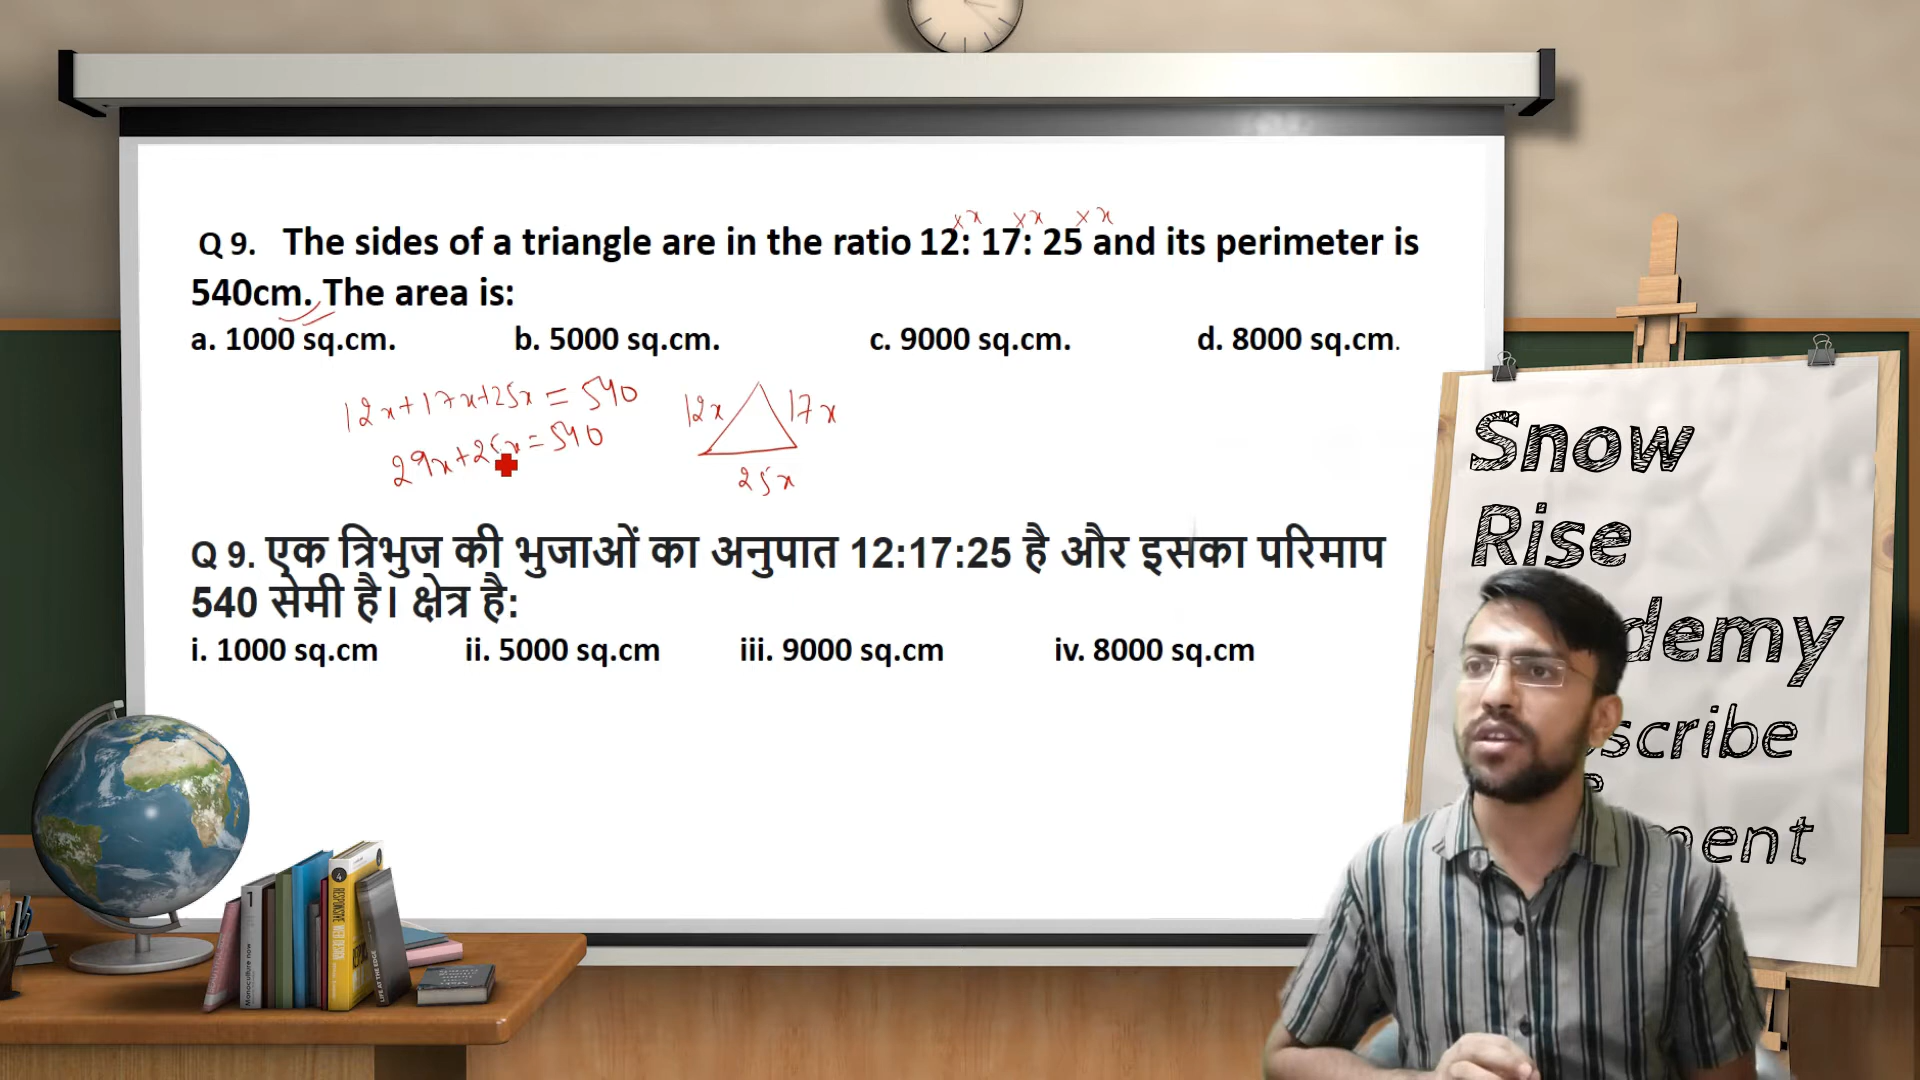 Q 9. The sides of a triangle are in the ratio 12: 17: 25 and its perimeter is
×x ×x ×x
540cm. The area is:
a. 1000 sq.cm. b. 5000 sq.cm. c. 9000 sq.cm. d. 8000 sq.cm.
12x+17x+25x = 540
29x+25x=540
12x 17x
25x
Q 9. एक त्रिभुज की भुजाओं का अनुपात 12:17:25 है और इसका परिमाप
540 सेमी है। क्षेत्र है:
i. 1000 sq.cm ii. 5000 sq.cm iii. 9000 sq.cm iv. 8000 sq.cm
Snow
Rise
demy
scribe
ent